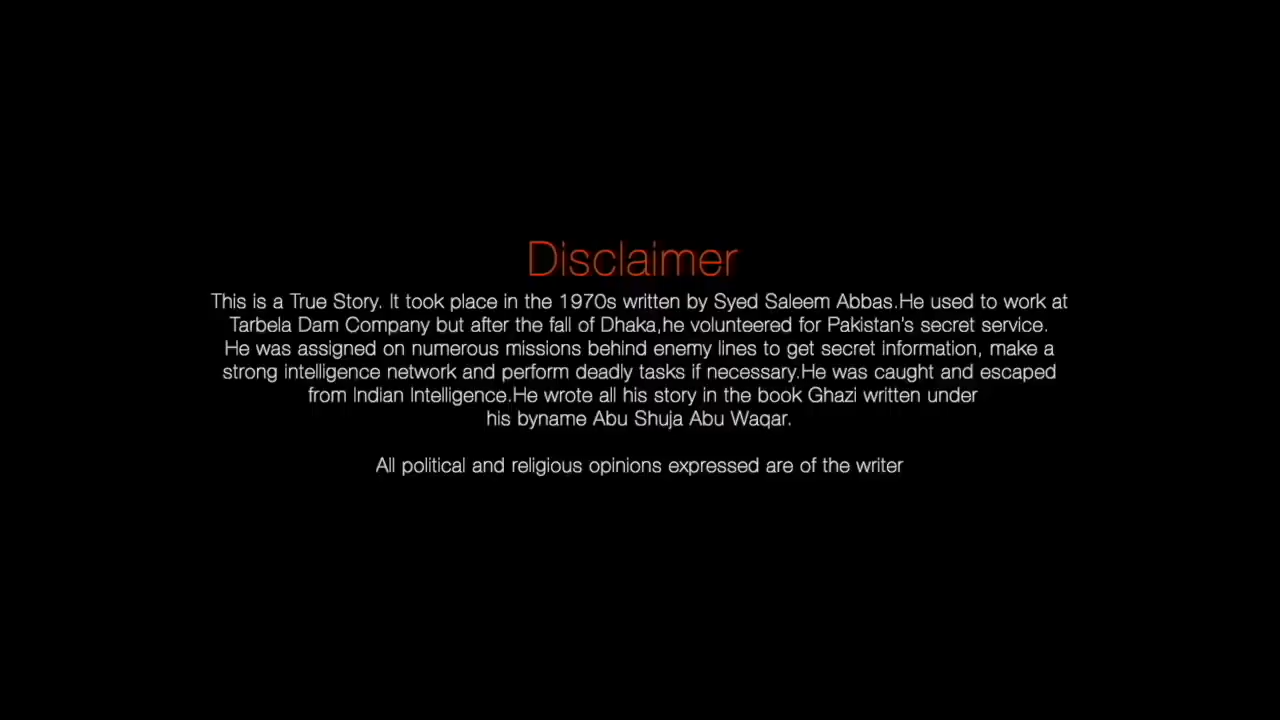 Disclaimer
This is a True Story. It took place in the 1970s written by Syed Saleem Abbas.He used to work at
Tarbela Dam Company but after the fall of Dhaka,he volunteered for Pakistan's secret service.
He was assigned on numerous missions behind enemy lines to get secret information, make a
strong intelligence network and perform deadly tasks if necessary.He was caught and escaped
from Indian Intelligence.He wrote all his story in the book Ghazi written under
his byname Abu Shuja Abu Waqar.
All political and religious opinions expressed are of the writer